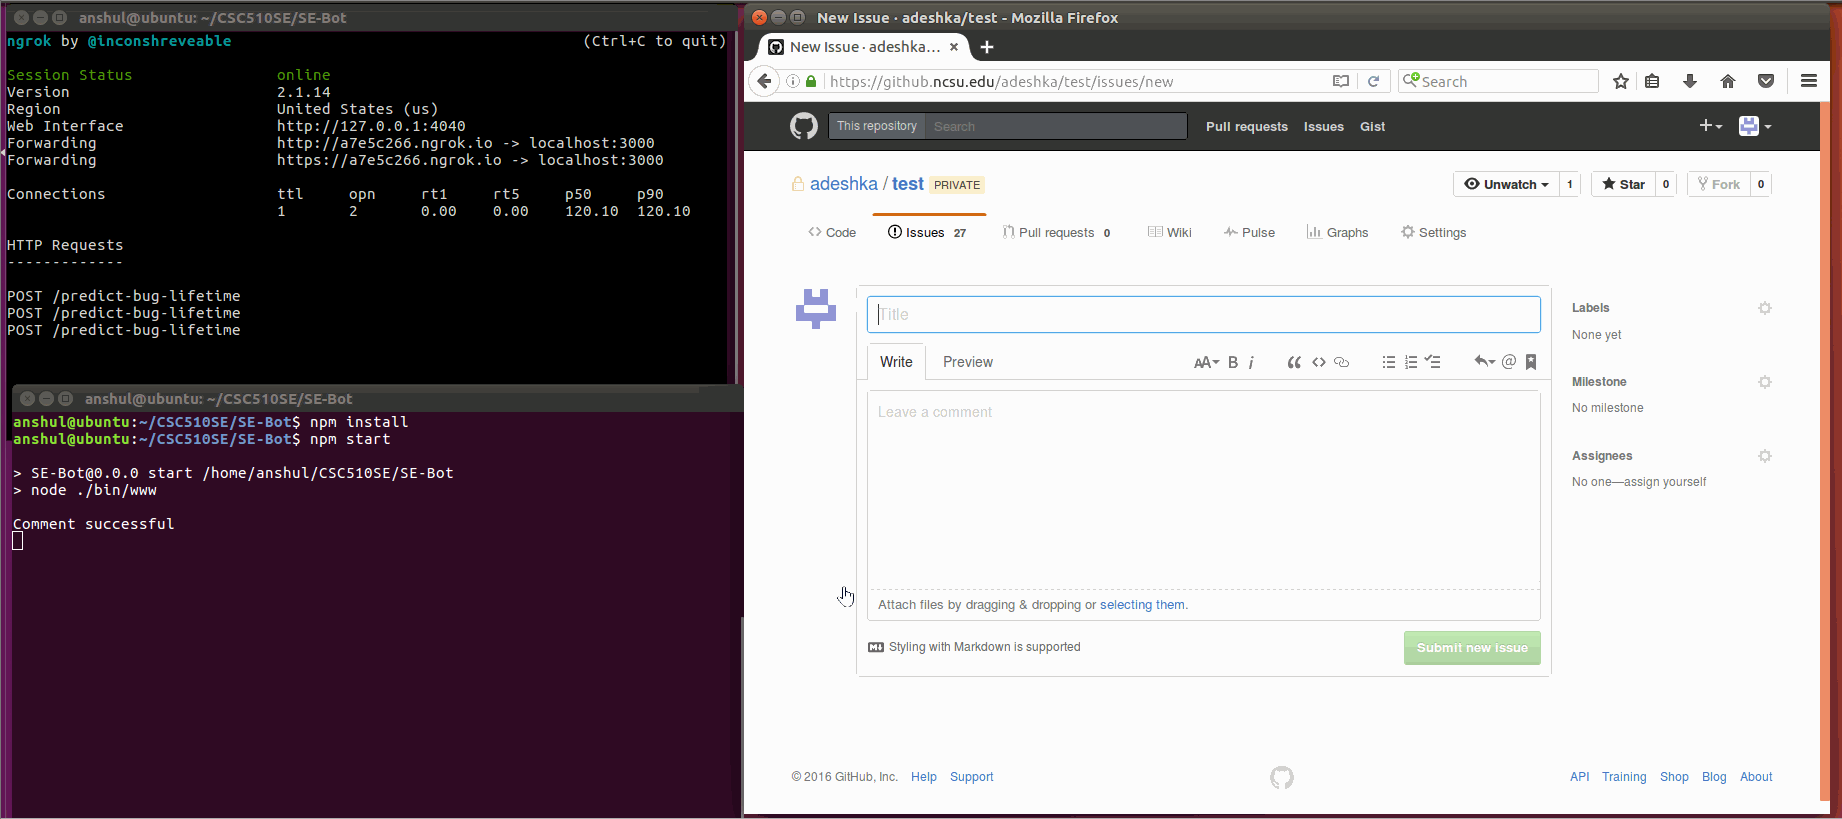 anshul@ubuntu: ~/CSC510SE/SE-Bot
ngrok by @inconshreveable (Ctrl+C to quit)
Session Status online
Version 2.1.14
Region United States (us)
Web Interface http://127.0.0.1:4040
Forwarding http://a7e5c266.ngrok.io -> localhost:3000
Forwarding https://a7e5c266.ngrok.io -> localhost:3000
Connections ttl opn rt1 rt5 p50 p90
1 2 0.00 0.00 120.10 120.10
HTTP Requests
-------------
POST /predict-bug-lifetime
POST /predict-bug-lifetime
POST /predict-bug-lifetime
anshul@ubuntu: ~/CSC510SE/SE-Bot
anshul@ubuntu:~/CSC510SE/SE-Bot$ npm install
anshul@ubuntu:~/CSC510SE/SE-Bot$ npm start
> SE-Bot@0.0.0 start /home/anshul/CSC510SE/SE-Bot
> node ./bin/www
Comment successful
New Issue · adeshka/test - Mozilla Firefox
New Issue · adeshka...
https://github.ncsu.edu/adeshka/test/issues/new Search
This repository Search Pull requests Issues Gist
adeshka / test PRIVATE Unwatch 1 Star 0 Fork 0
Code Issues 27 Pull requests 0 Wiki Pulse Graphs Settings
Title
Write Preview AA B i
Leave a comment
Attach files by dragging & dropping or selecting them.
Styling with Markdown is supported Submit new issue
Labels
None yet
Milestone
No milestone
Assignees
No one—assign yourself
© 2016 GitHub, Inc. Help Support API Training Shop Blog About